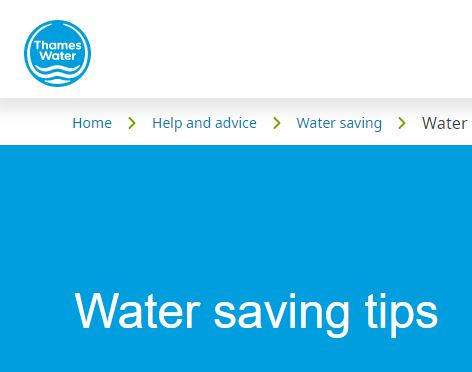 Thames
Water
Home > Help and advice > Water saving > Water
Water saving tips